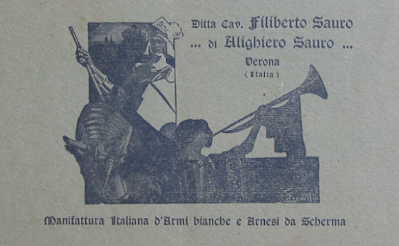 Ditta Cav. Filiberto Sauro
... di Alighiero Sauro ...
Verona
(Italia)
Manifattura Italiana d'Armi bianche e Arnesi da Scherma